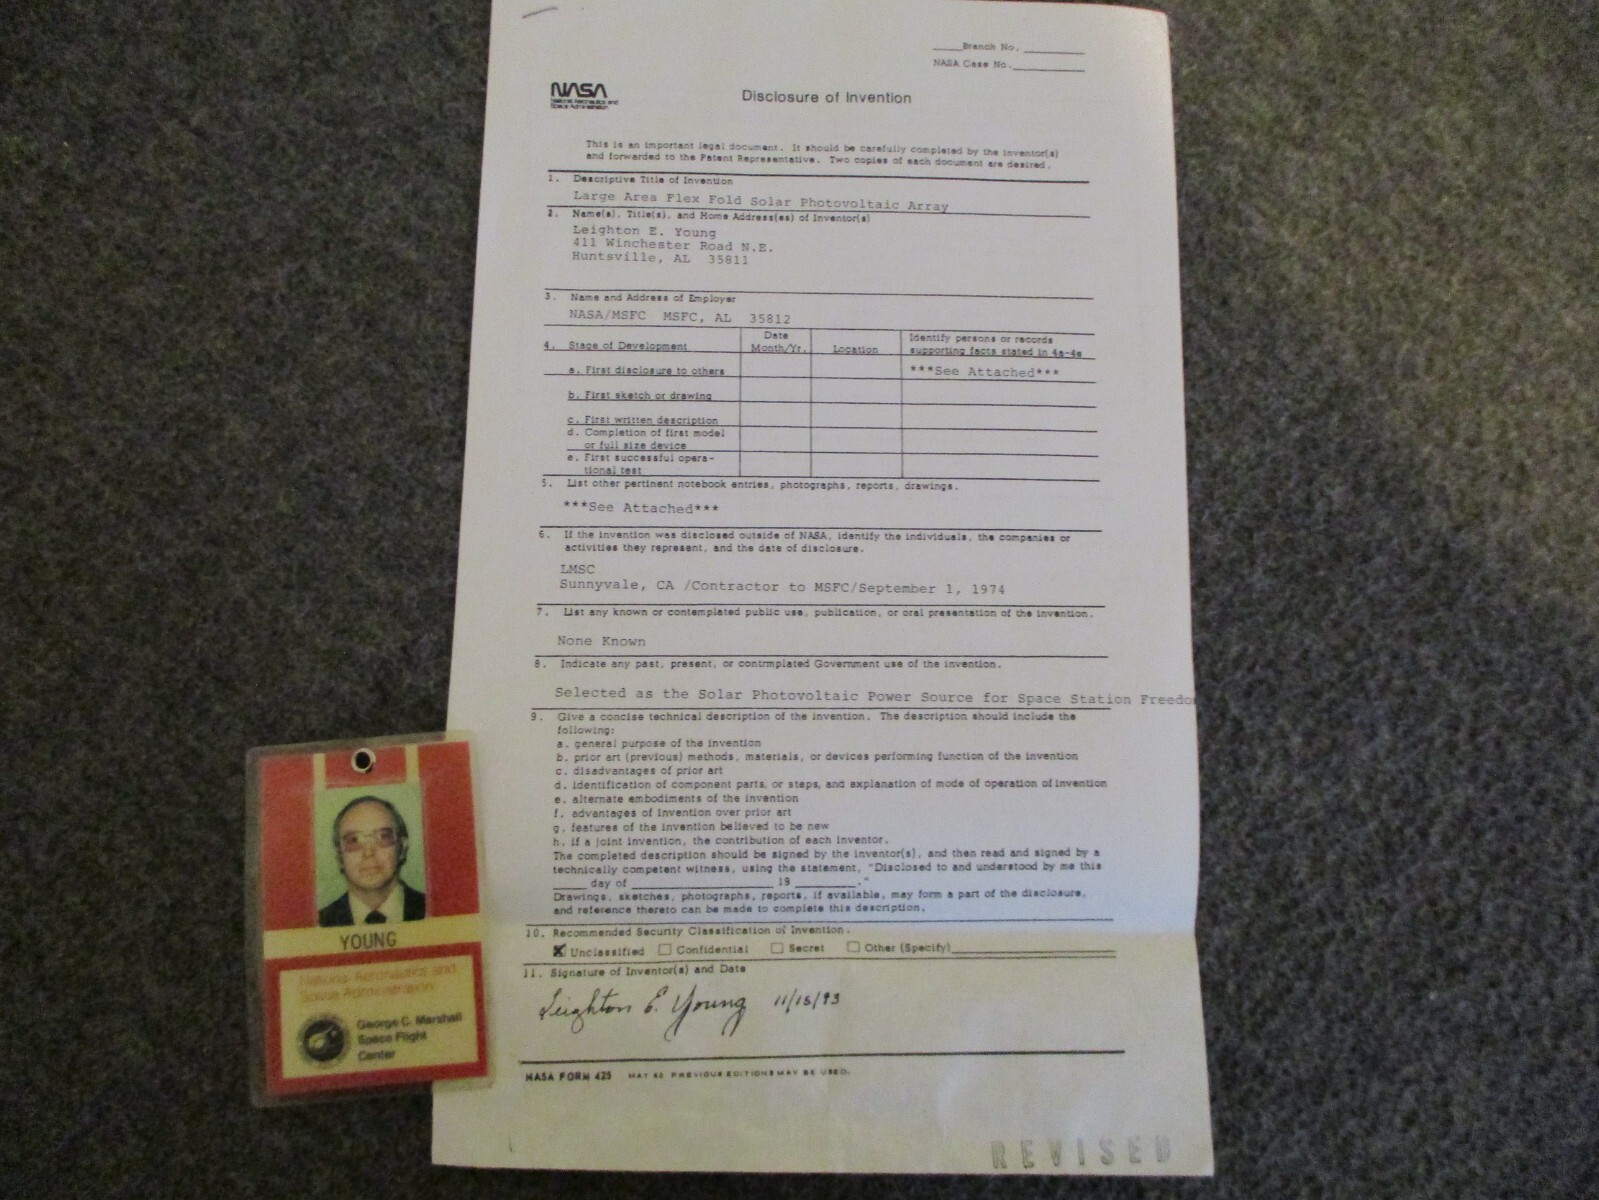 Branch No.
NASA Case No.
NASA
National Aeronautics and
Space Administration
Disclosure of Invention
This is an important legal document. It should be carefully completed by the inventor(s)
and forwarded to the Patent Representative. Two copies of each document are desired.
1. Descriptive Title of Invention
Large Area Flex Fold Solar Photovoltaic Array
2. Name(s), Title(s), and Home Address(es) of Inventor(s)
Leighton E. Young
411 Winchester Road N.E.
Huntsville, AL 35811
3. Name and Address of Employer
NASA/MSFC MSFC, AL 35812
4. Stage of Development
Date
Month/Yr.
Location
Identify persons or records
supporting facts stated in 4a-4e
a. First disclosure to others
***See Attached***
b. First sketch or drawing
c. First written description
d. Completion of first model
or full size device
e. First successful opera-
tional test
5. List other pertinent notebook entries, photographs, reports, drawings.
***See Attached***
6. If the invention was disclosed outside of NASA, identify the individuals, the companies or
activities they represent, and the date of disclosure.
LMSC
Sunnyvale, CA /Contractor to MSFC/September 1, 1974
7. List any known or contemplated public use, publication, or oral presentation of the invention.
None Known
8. Indicate any past, present, or contmplated Government use of the invention.
Selected as the Solar Photovoltaic Power Source for Space Station Freedo
9. Give a concise technical description of the invention. The description should include the
following:
a. general purpose of the invention
b. prior art (previous) methods, materials, or devices performing function of the invention
c. disadvantages of prior art
d. identification of component parts, or steps, and explanation of mode of operation of invention
e. alternate embodiments of the invention
f. advantages of invention over prior art
g. features of the invention believed to be new
h. if a joint invention, the contribution of each inventor.
The completed description should be signed by the inventor(s), and then read and signed by a
technically competent witness, using the statement, "Disclosed to and understood by me this
day of 19 ."
Drawings, sketches, photographs, reports, if available, may form a part of the disclosure,
and reference thereto can be made to complete this description.
10. Recommended Security Classification of Invention.
Unclassified Confidential Secret Other (Specify)
11. Signature of Inventor(s) and Date
Leighton E. Young 11/15/93
NASA FORM 425 MAY 60 PREVIOUS EDITIONS MAY BE USED.
REVISED
YOUNG
National Aeronautics and
Space Administration
George C. Marshall
Space Flight
Center